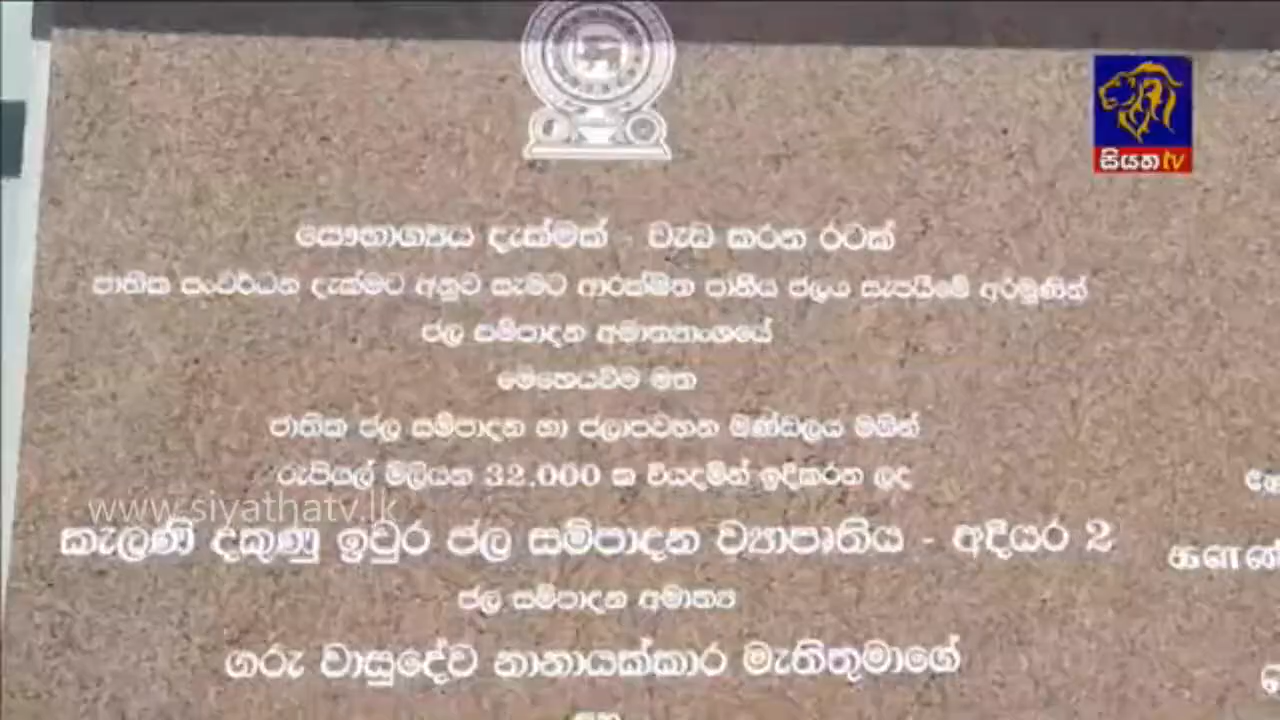 සියත tv
සෞභාග්‍යය දැක්මක් - වැඩ කරන රටක්
ජාතික සංවර්ධන දැක්මට අනුව සැමට ආරක්ෂිත පානීය ජලය සැපයීමේ අරමුණින්
ජල සම්පාදන අමාත්‍යාංශයේ
මෙහෙයවීම මත
ජාතික ජල සම්පාදන හා ජලාපවහන මණ්ඩලය මගින්
රුපියල් මිලියන 32.000 ක වියදමින් ඉදිකරන ලද
www.siyathatv.lk
කැලණි දකුණු ඉවුර ජල සම්පාදන ව්‍යාපෘතිය - අදියර 2
ජල සම්පාදන අමාත්‍ය
ගරු වාසුදේව නානායක්කාර මැතිතුමාගේ